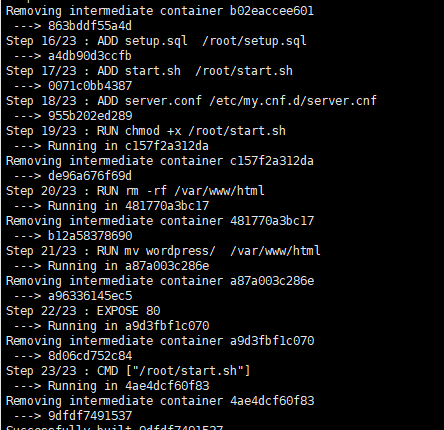 Removing intermediate container b02eaccee601
---> 863bddf55a4d
Step 16/23 : ADD setup.sql /root/setup.sql
---> a4db90d3ccfb
Step 17/23 : ADD start.sh /root/start.sh
---> 0071c0bb4387
Step 18/23 : ADD server.conf /etc/my.cnf.d/server.cnf
---> 955b202ed289
Step 19/23 : RUN chmod +x /root/start.sh
---> Running in c157f2a312da
Removing intermediate container c157f2a312da
---> de96a676f69d
Step 20/23 : RUN rm -rf /var/www/html
---> Running in 481770a3bc17
Removing intermediate container 481770a3bc17
---> b12a58378690
Step 21/23 : RUN mv wordpress/ /var/www/html
---> Running in a87a003c286e
Removing intermediate container a87a003c286e
---> a96336145ec5
Step 22/23 : EXPOSE 80
---> Running in a9d3fbf1c070
Removing intermediate container a9d3fbf1c070
---> 8d06cd752c84
Step 23/23 : CMD ["/root/start.sh"]
---> Running in 4ae4dcf60f83
Removing intermediate container 4ae4dcf60f83
---> 9dfdf7491537
Successfully built 9dfdf7491537